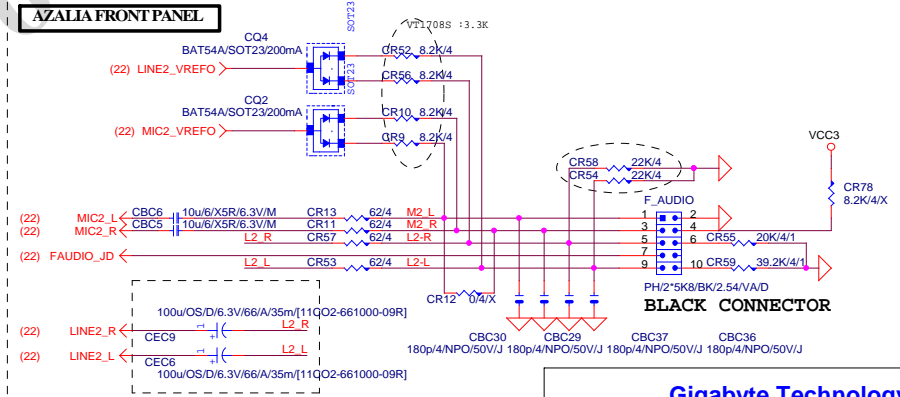 AZALIA FRONT PANEL
SOT23
VT1708S :3.3K
CQ4
BAT54A/SOT23/200mA
CR52 8.2K/4
(22) LINE2_VREFO
CR56 8.2K/4
SOT23
CQ2
BAT54A/SOT23/200mA
CR10 8.2K/4
(22) MIC2_VREFO
CR9 8.2K/4
VCC3
CR58 22K/4
CR54 22K/4
CR78
8.2K/4/X
F_AUDIO
(22) MIC2_L CBC6 10u/6/X5R/6.3V/M CR13 62/4 M2_L 1 2
(22) MIC2_R CBC5 10u/6/X5R/6.3V/M CR11 62/4 M2_R 3 4
L2_R CR57 62/4 L2-R 5 6 CR55 20K/4/1
(22) FAUDIO_JD 7
L2_L CR53 62/4 L2-L 9 10 CR59 39.2K/4/1
PH/2*5K8/BK/2.54/VA/D
CR12 0/4/X
BLACK CONNECTOR
100u/OS/D/6.3V/66/A/35m/[11CO2-661000-09R]
(22) LINE2_R 1 + L2_R
CEC9
CBC30 CBC29 CBC37 CBC36
180p/4/NPO/50V/J 180p/4/NPO/50V/J 180p/4/NPO/50V/J 180p/4/NPO/50V/J
(22) LINE2_L 1 + L2_L
CEC6
100u/OS/D/6.3V/66/A/35m/[11CO2-661000-09R]
Gigabyte Technology